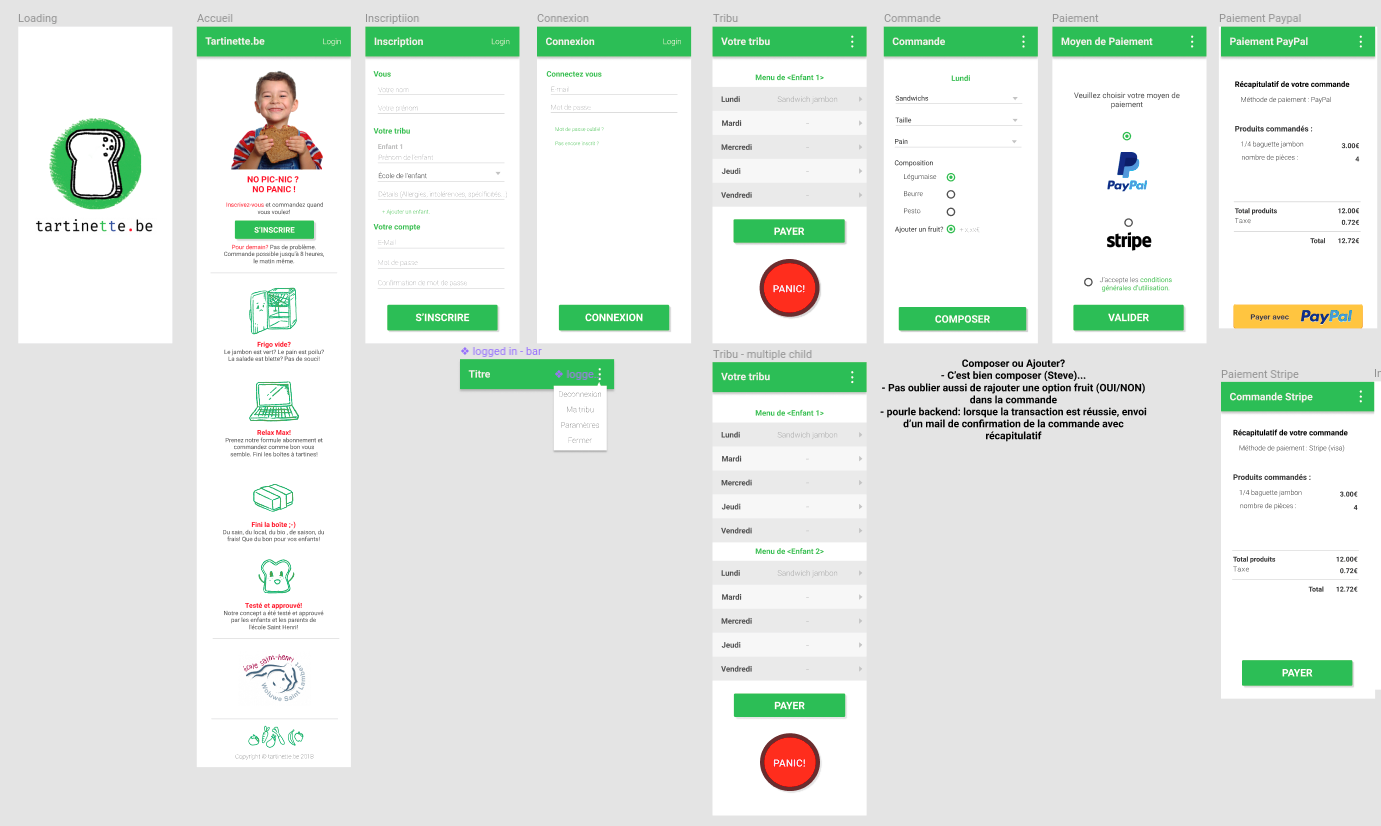 Loading
tartinette.be
Accueil
Tartinette.be
Login
NO PIC-NIC ?
NO PANIC !
Inscrivez-vous et commandez quand
vous voulez!
S'INSCRIRE
Pour demain? Pas de problème.
Commande possible jusqu'à 8 heures,
le matin même.
Frigo vide?
Le jambon est vert? Le pain est poilu?
La salade est blette? Pas de souci!
Relax Max!
Prenez notre formule abonnement et
commandez comme bon vous
semble. Fini les boîtes à tartines!
Fini la boîte ;-)
Du sain, du local, du bio , de saison, du
frais! Que du bon pour vos enfants!
Testé et approuvé!
Notre concept a été testé et approuvé
par les enfants et les parents de
l'école Saint Henri!
école saint-henri
Woluwe Saint Lambert
Copyright © tartinette.be 2018
Inscriptiion
Inscription
Login
Vous
Votre nom
Votre prénom
Votre tribu
Enfant 1
Prénom de l'enfant
École de l'enfant
Détails (Allergies, intolérences, spécificités...)
+ Ajouter un enfant.
Votre compte
E-Mail
Mot de passe
Confirmation de mot de passe
S'INSCRIRE
Connexion
Connexion
Login
Connectez vous
E-mail
Mot de passe
Mot de passe oublié ?
Pas encore inscrit ?
CONNEXION
logged in - bar
Titre
logge
Déconnexion
Ma tribu
Paramètres
Fermer
Tribu
Votre tribu
Menu de <Enfant 1>
Lundi Sandwich jambon
Mardi -
Mercredi -
Jeudi -
Vendredi -
PAYER
PANIC!
Tribu - multiple child
Votre tribu
Menu de <Enfant 1>
Lundi Sandwich jambon
Mardi -
Mercredi -
Jeudi -
Vendredi -
Menu de <Enfant 2>
Lundi Sandwich jambon
Mardi -
Mercredi -
Jeudi -
Vendredi -
PAYER
PANIC!
Commande
Commande
Lundi
Sandwichs
Taille
Pain
Composition
Légumaise
Beurre
Pesto
Ajouter un fruit?
COMPOSER
Composer ou Ajouter?
- C'est bien composer (Steve)...
- Pas oublier aussi de rajouter une option fruit (OUI/NON)
dans la commande
- pourle backend: lorsque la transaction est réussie, envoi
d'un mail de confirmation de la commande avec
récapitulatif
Paiement
Moyen de Paiement
Veuillez choisir votre moyen de
paiement
PayPal
stripe
J'accepte les conditions
générales d'utilisation.
VALIDER
Paiement Paypal
Paiement PayPal
Récapitulatif de votre commande
Méthode de paiement : PayPal
Produits commandés :
1/4 baguette jambon 3.00€
nombre de pièces : 4
Total produits 12.00€
Taxe 0.72€
Total 12.72€
Payer avec PayPal
Paiement Stripe
Commande Stripe
Récapitulatif de votre commande
Méthode de paiement : Stripe (visa)
Produits commandés :
1/4 baguette jambon 3.00€
nombre de pièces : 4
Total produits 12.00€
Taxe 0.72€
Total 12.72€
PAYER